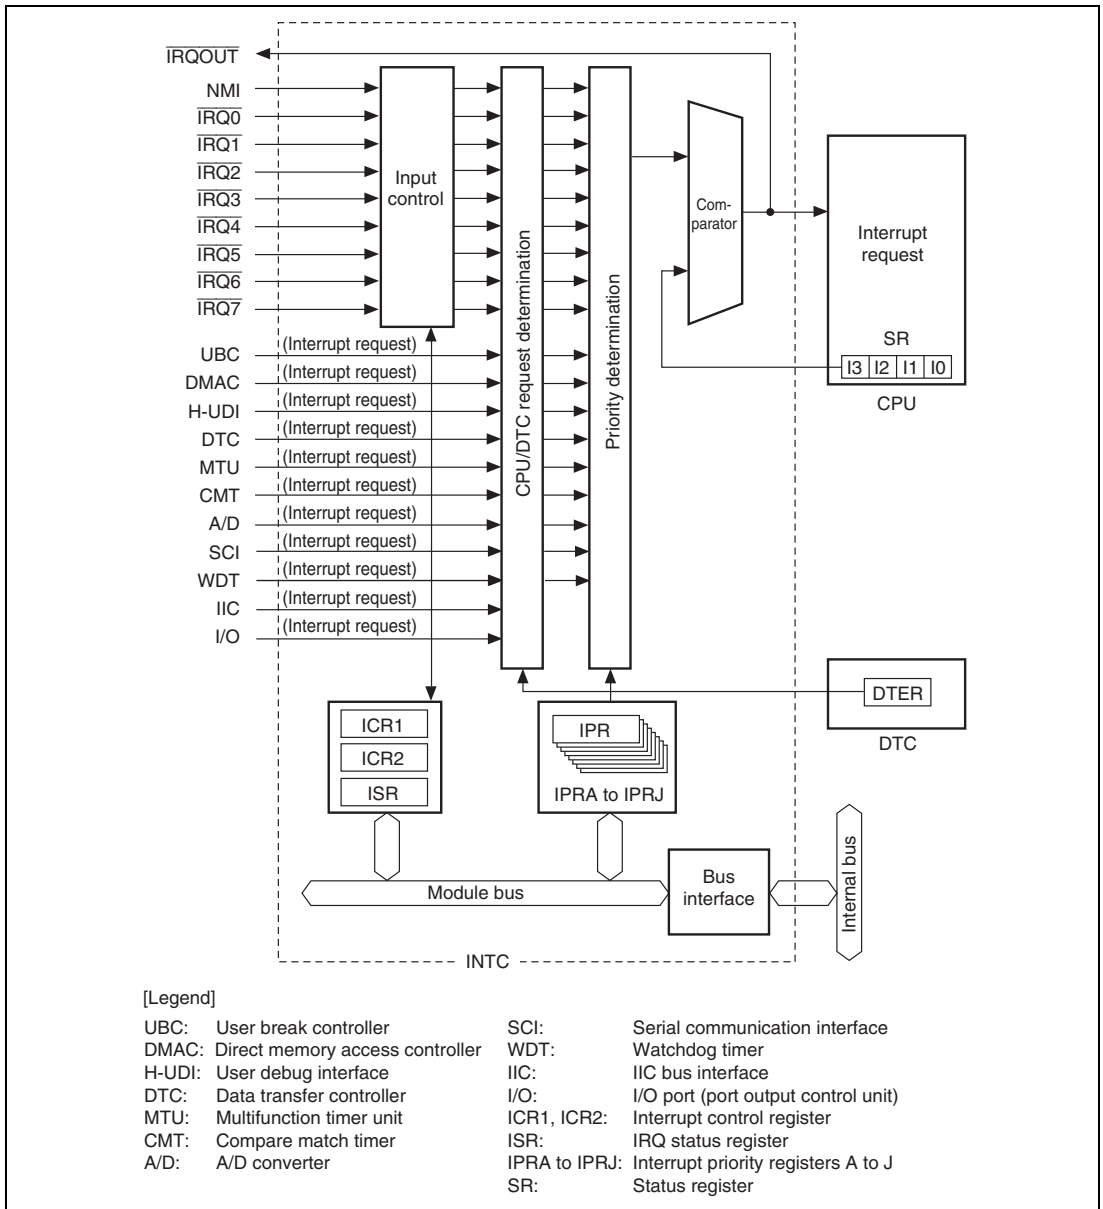 IRQOUT
NMI
IRQ0
IRQ1
IRQ2
IRQ3
IRQ4
IRQ5
IRQ6
IRQ7
UBC
DMAC
H-UDI
DTC
MTU
CMT
A/D
SCI
WDT
IIC
I/O
(Interrupt request)
(Interrupt request)
(Interrupt request)
(Interrupt request)
(Interrupt request)
(Interrupt request)
(Interrupt request)
(Interrupt request)
(Interrupt request)
(Interrupt request)
(Interrupt request)
Input
control
CPU/DTC request determination
Priority determination
Com-
parator
Interrupt
request
SR
I3 I2 I1 I0
CPU
DTER
DTC
ICR1
ICR2
ISR
IPR
IPRA to IPRJ
Module bus
Bus
interface
Internal bus
INTC
[Legend]
UBC: User break controller
DMAC: Direct memory access controller
H-UDI: User debug interface
DTC: Data transfer controller
MTU: Multifunction timer unit
CMT: Compare match timer
A/D: A/D converter
SCI: Serial communication interface
WDT: Watchdog timer
IIC: IIC bus interface
I/O: I/O port (port output control unit)
ICR1, ICR2: Interrupt control register
ISR: IRQ status register
IPRA to IPRJ: Interrupt priority registers A to J
SR: Status register